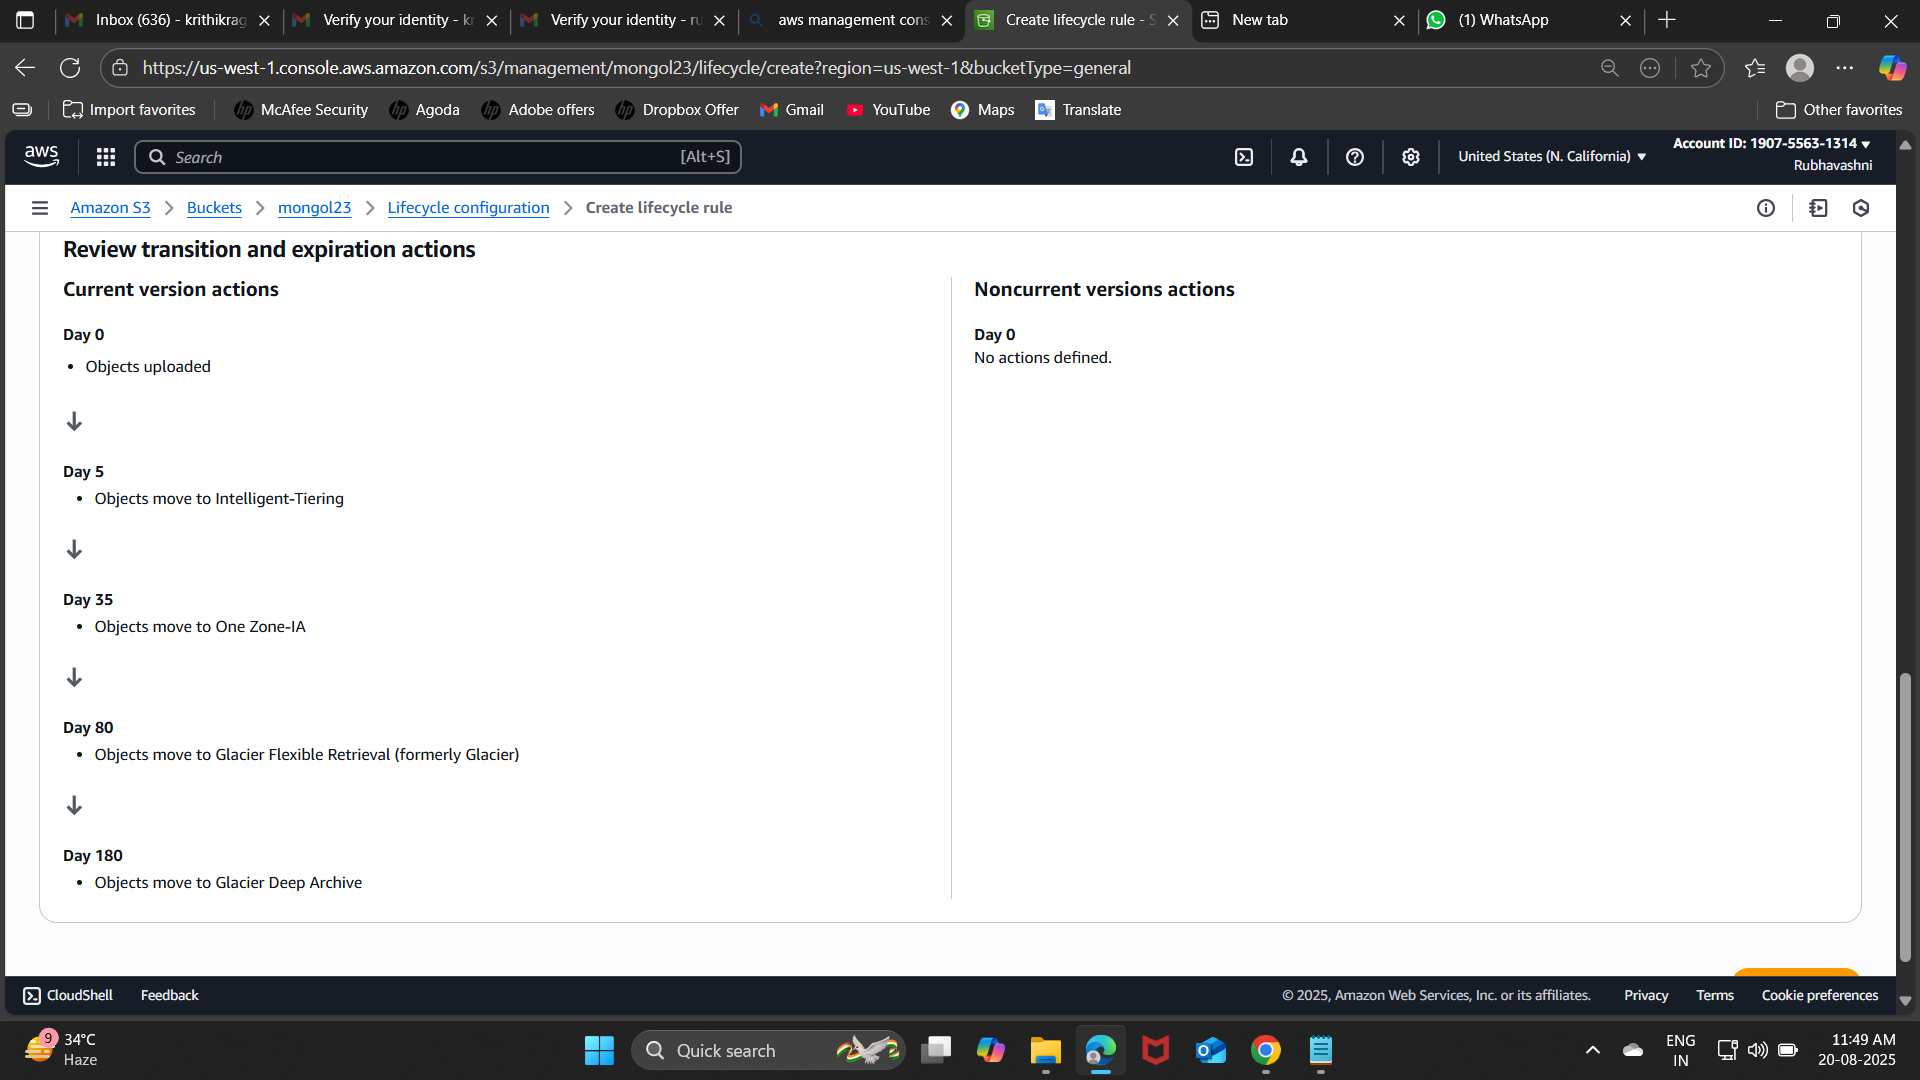 Inbox (636) - krithikrag
Verify your identity - kr
Verify your identity - ru
aws management cons
Create lifecycle rule - S
New tab
(1) WhatsApp
https://us-west-1.console.aws.amazon.com/s3/management/mongol23/lifecycle/create?region=us-west-1&bucketType=general
Import favorites
McAfee Security
Agoda
Adobe offers
Dropbox Offer
Gmail
YouTube
Maps
Translate
Other favorites
aws
Search
[Alt+S]
United States (N. California)
Account ID: 1907-5563-1314
Rubhavashni
Amazon S3
Buckets
mongol23
Lifecycle configuration
Create lifecycle rule
Review transition and expiration actions
Current version actions
Day 0
Objects uploaded
Day 5
Objects move to Intelligent-Tiering
Day 35
Objects move to One Zone-IA
Day 80
Objects move to Glacier Flexible Retrieval (formerly Glacier)
Day 180
Objects move to Glacier Deep Archive
Noncurrent versions actions
Day 0
No actions defined.
CloudShell
Feedback
© 2025, Amazon Web Services, Inc. or its affiliates.
Privacy
Terms
Cookie preferences
9
34°C
Haze
Quick search
ENG
IN
11:49 AM
20-08-2025